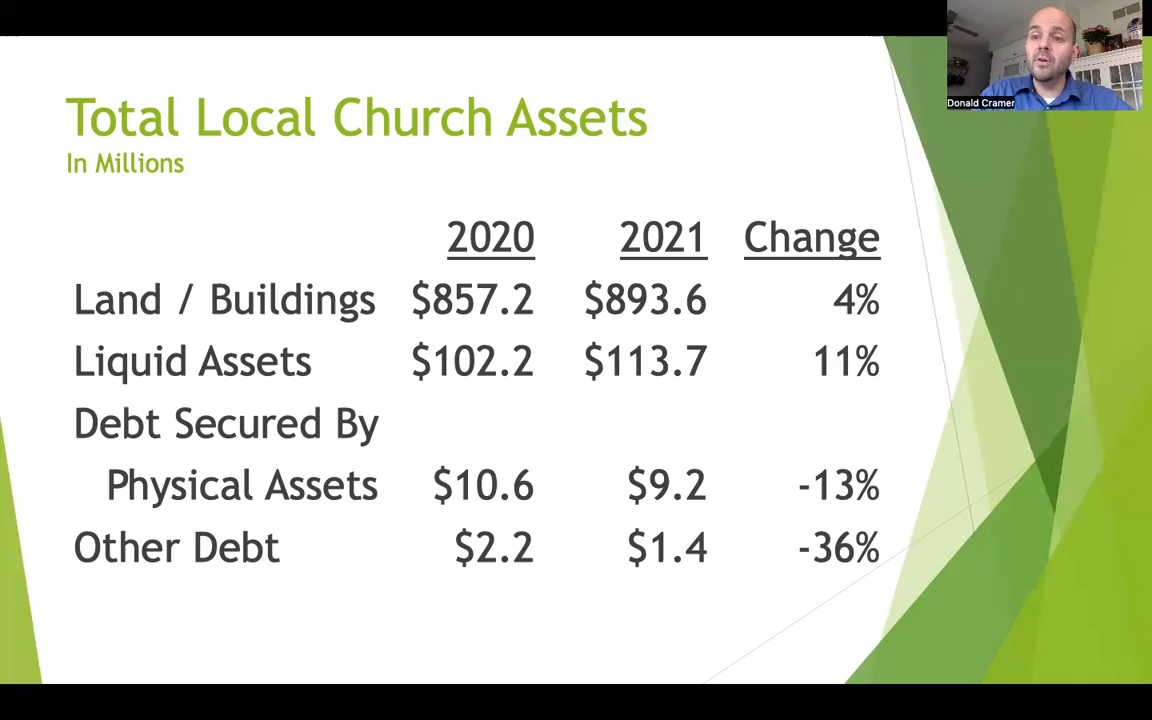 Total Local Church Assets
In Millions
2020 2021 Change
Land / Buildings $857.2 $893.6 4%
Liquid Assets $102.2 $113.7 11%
Debt Secured By
Physical Assets $10.6 $9.2 -13%
Other Debt $2.2 $1.4 -36%
Donald Cramer